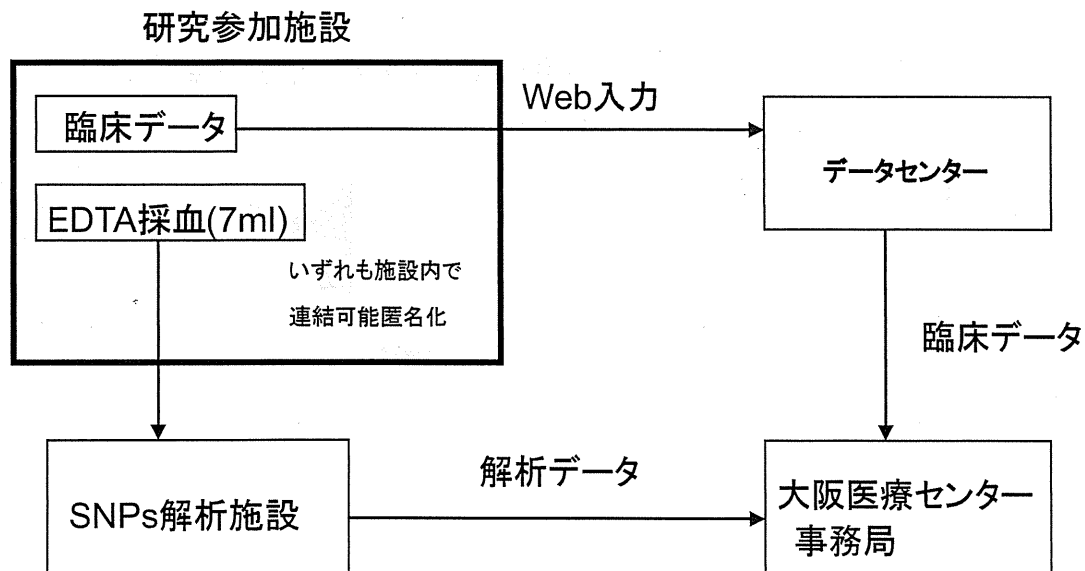 研究参加施設
臨床データ
Web入力
データセンター
EDTA採血(7ml)
いずれも施設内で
連結可能匿名化
臨床データ
SNPs解析施設
解析データ
大阪医療センター
事務局